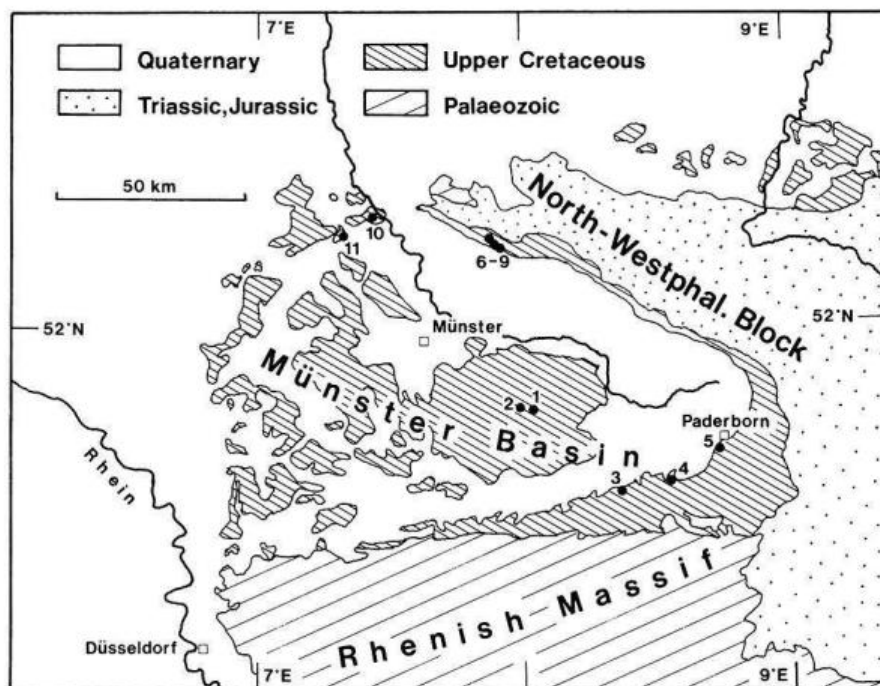 7°E
9°E
Quaternary
Upper Cretaceous
Triassic, Jurassic
Palaeozoic
50 km
North-Westphal. Block
10
11
6-9
52°N
52°N
Münster
Münster Basin
2
1
Paderborn
5
4
3
Rhein
Rhenish Massif
Düsseldorf
7°E
9°E